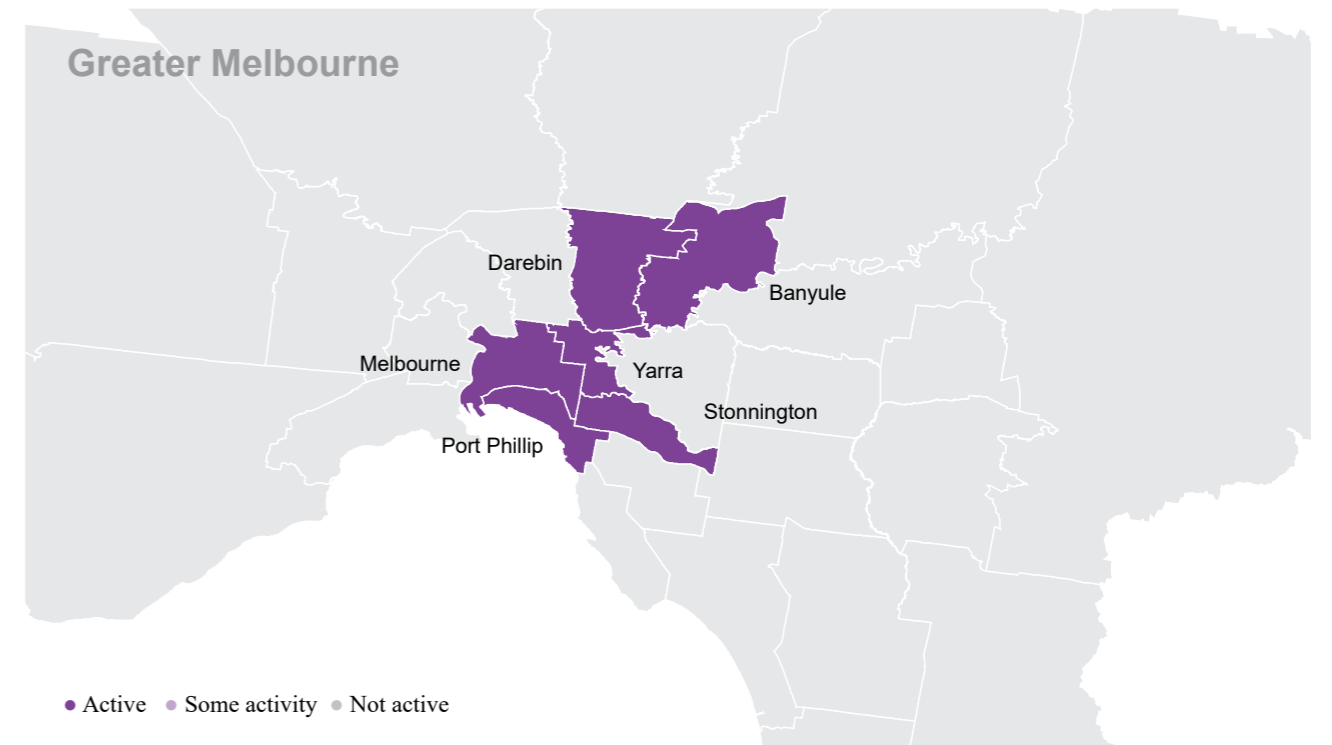 Greater Melbourne
Darebin
Banyule
Melbourne
Yarra
Stonnington
Port Phillip
Active Some activity Not active